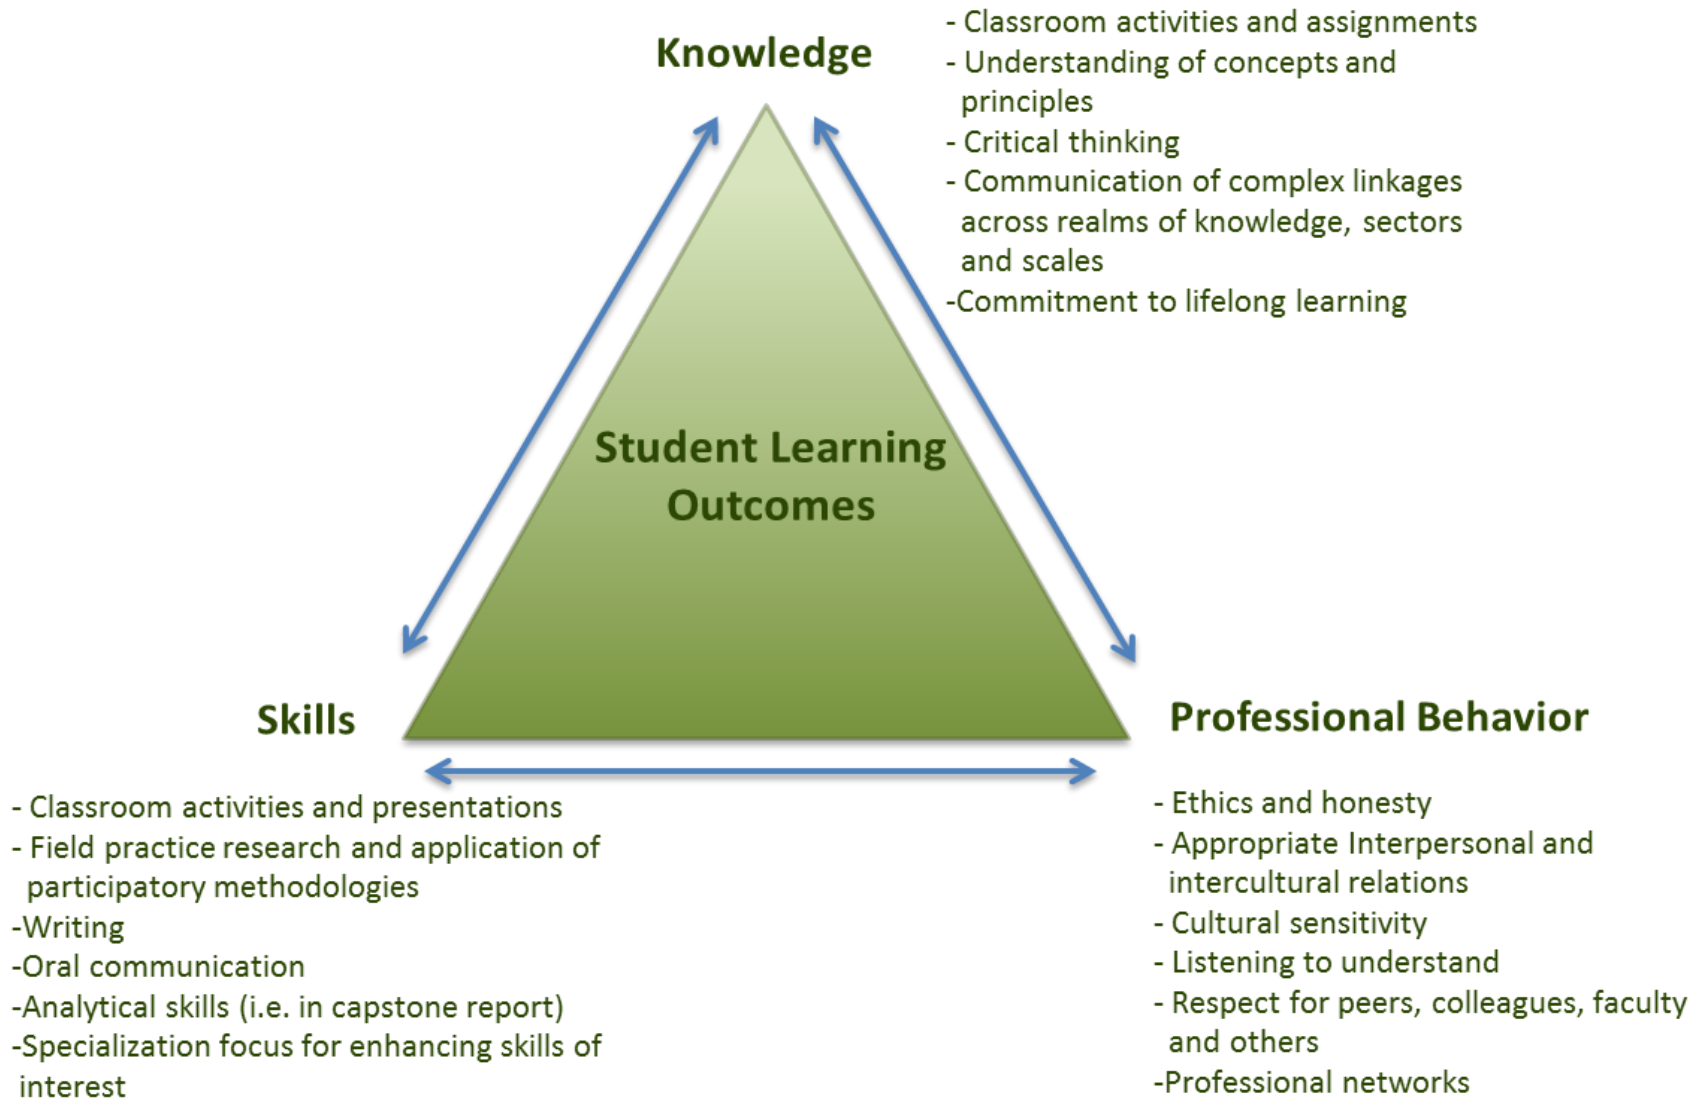 Knowledge
- Classroom activities and assignments
- Understanding of concepts and
principles
- Critical thinking
- Communication of complex linkages
across realms of knowledge, sectors
and scales
-Commitment to lifelong learning
Student Learning
Outcomes
Skills
- Classroom activities and presentations
- Field practice research and application of
participatory methodologies
-Writing
-Oral communication
-Analytical skills (i.e. in capstone report)
-Specialization focus for enhancing skills of
interest
Professional Behavior
- Ethics and honesty
- Appropriate Interpersonal and
intercultural relations
- Cultural sensitivity
- Listening to understand
- Respect for peers, colleagues, faculty
and others
-Professional networks